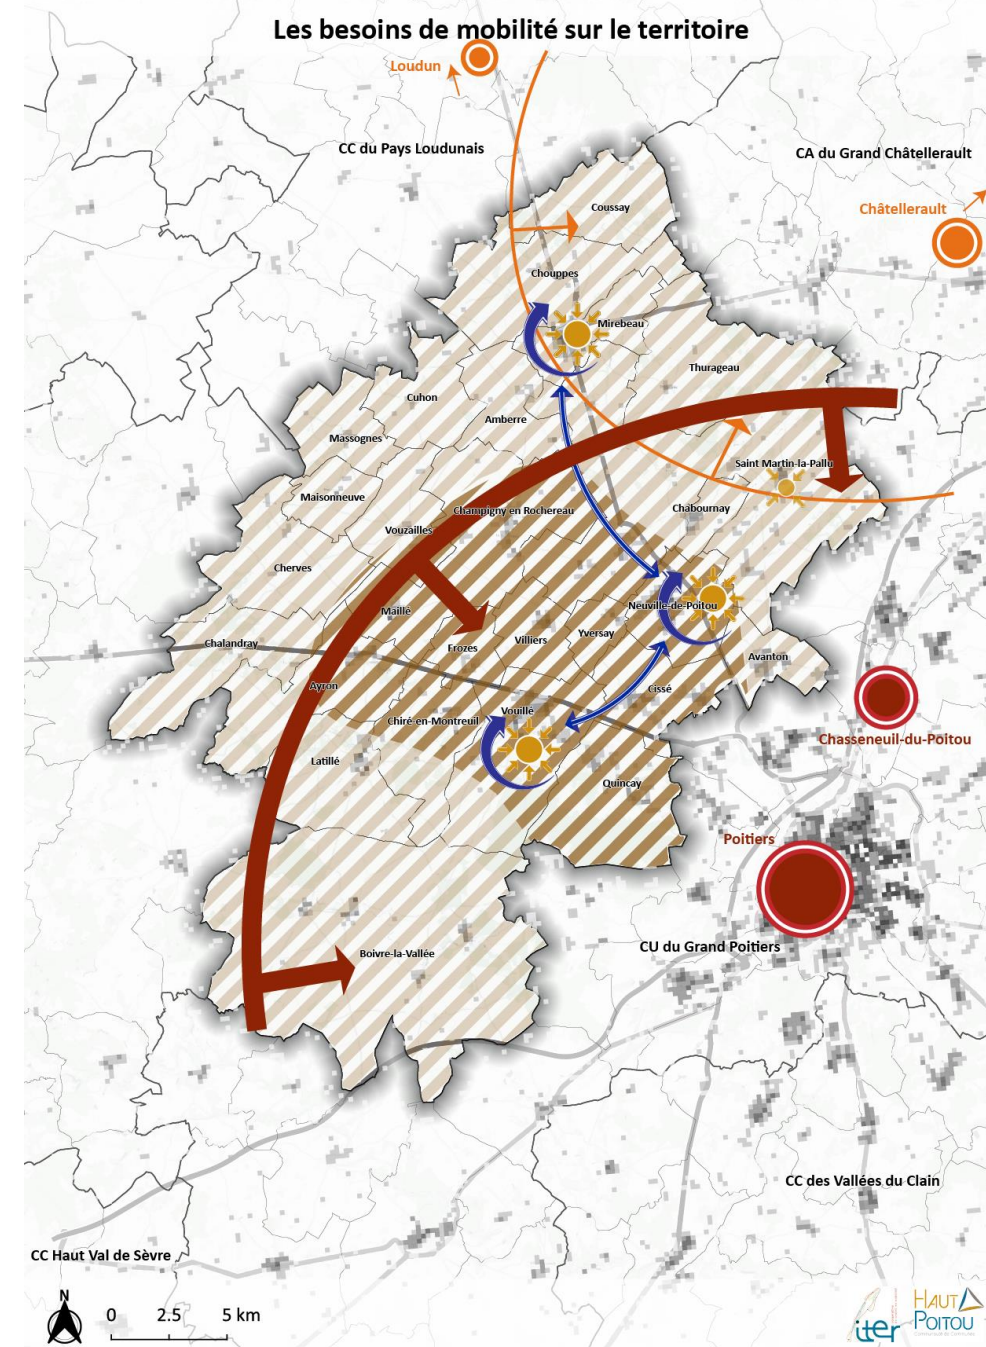 Les besoins de mobilité sur le territoire
Loudun
CC du Pays Loudunais
CA du Grand Châtellerault
Châtellerault
Coussay
Chouppes
Mirebeau
Thurageau
Cuhon
Amberre
Massognes
Saint Martin-la-Pallu
Maisonneuve
Champigny en Rochereau
Chabournay
Vouzailles
Cherves
Maillé
Neuville-de-Poitou
Yversay
Villiers
Chalandray
Frozes
Avanton
Ayron
Cissé
Vouillé
Chiré-en-Montreuil
Chasseneuil-du-Poitou
Latillé
Quincay
Poitiers
CU du Grand Poitiers
Boivre-la-Vallée
CC des Vallées du Clain
CC Haut Val de Sèvre
N
0 2.5 5 km
iter
HAUT
POITOU